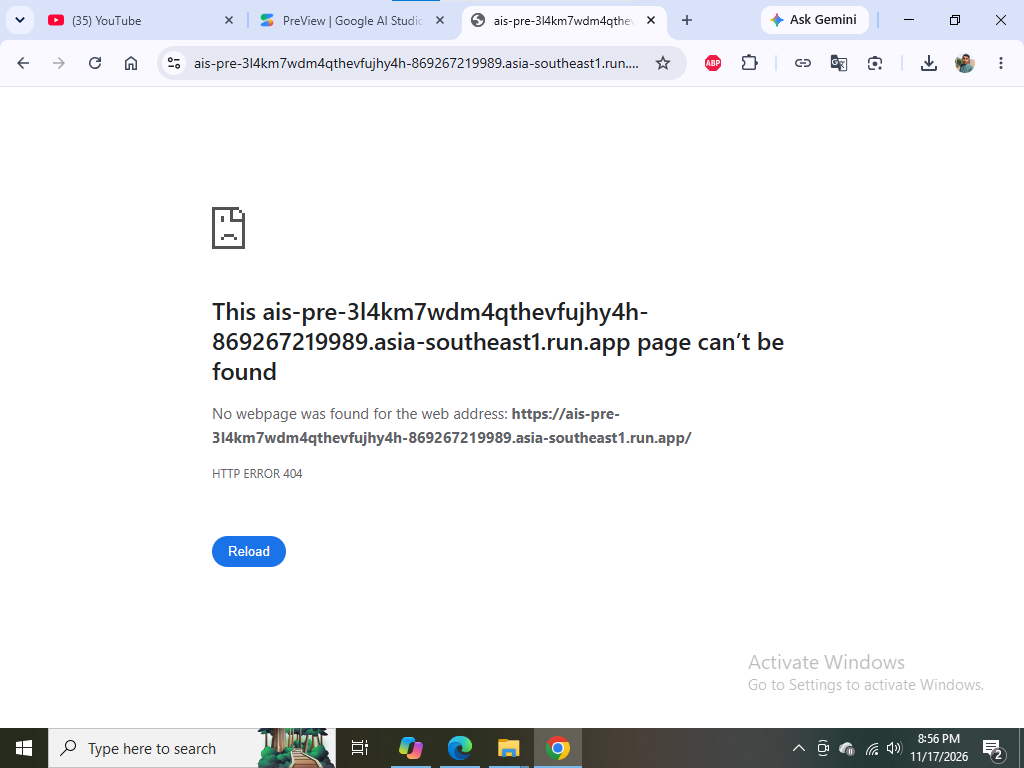 (35) YouTube
PreView | Google AI Studio
ais-pre-3l4km7wdm4qthev
Ask Gemini
ais-pre-3l4km7wdm4qthevfujhy4h-869267219989.asia-southeast1.run....
ABP
This ais-pre-3l4km7wdm4qthevfujhy4h-
869267219989.asia-southeast1.run.app page can’t be
found
No webpage was found for the web address: https://ais-pre-
3l4km7wdm4qthevfujhy4h-869267219989.asia-southeast1.run.app/
HTTP ERROR 404
Reload
Activate Windows
Go to Settings to activate Windows.
Type here to search
8:56 PM
11/17/2026
2